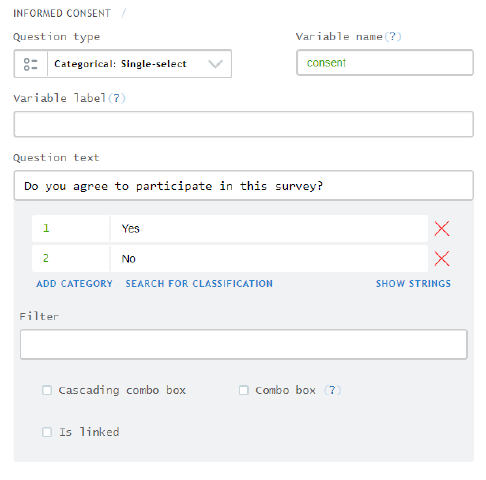 INFORMED CONSENT /
Question type Variable name(?)
Categorical: Single-select consent
Variable label(?)
Question text
Do you agree to participate in this survey?
1 Yes
2 No
ADD CATEGORY SEARCH FOR CLASSIFICATION SHOW STRINGS
Filter
Cascading combo box Combo box (?)
Is linked